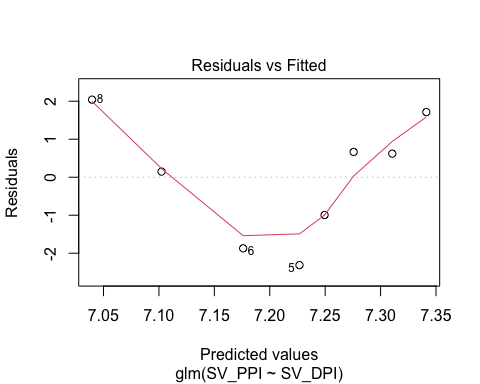 Residuals vs Fitted
Residuals
2
1
0
-1
-2
8
6
5
7.05 7.10 7.15 7.20 7.25 7.30 7.35
Predicted values
glm(SV_PPI ~ SV_DPI)